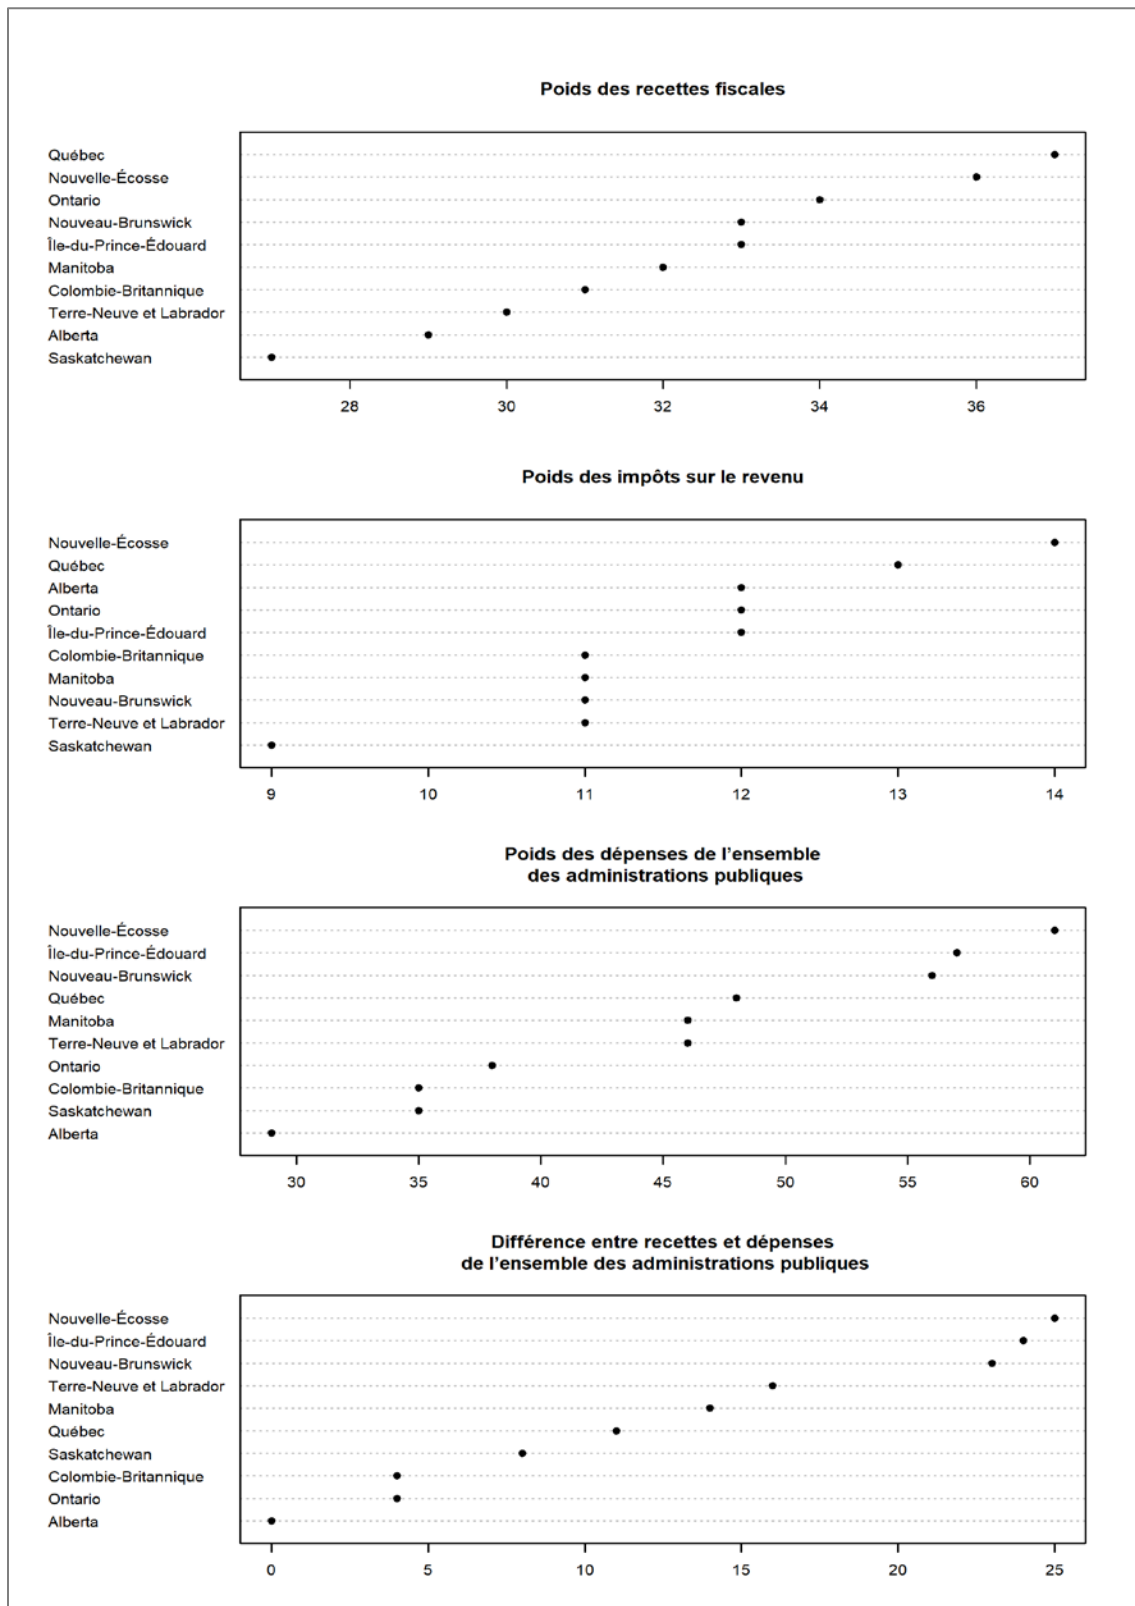 Poids des recettes fiscales
Québec
Nouvelle-Écosse
Ontario
Nouveau-Brunswick
Île-du-Prince-Édouard
Manitoba
Colombie-Britannique
Terre-Neuve et Labrador
Alberta
Saskatchewan
28 30 32 34 36
Poids des impôts sur le revenu
Nouvelle-Écosse
Québec
Alberta
Ontario
Île-du-Prince-Édouard
Colombie-Britannique
Manitoba
Nouveau-Brunswick
Terre-Neuve et Labrador
Saskatchewan
9 10 11 12 13 14
Poids des dépenses de l’ensemble
des administrations publiques
Nouvelle-Écosse
Île-du-Prince-Édouard
Nouveau-Brunswick
Québec
Manitoba
Terre-Neuve et Labrador
Ontario
Colombie-Britannique
Saskatchewan
Alberta
30 35 40 45 50 55 60
Différence entre recettes et dépenses
de l’ensemble des administrations publiques
Nouvelle-Écosse
Île-du-Prince-Édouard
Nouveau-Brunswick
Terre-Neuve et Labrador
Manitoba
Québec
Saskatchewan
Colombie-Britannique
Ontario
Alberta
0 5 10 15 20 25